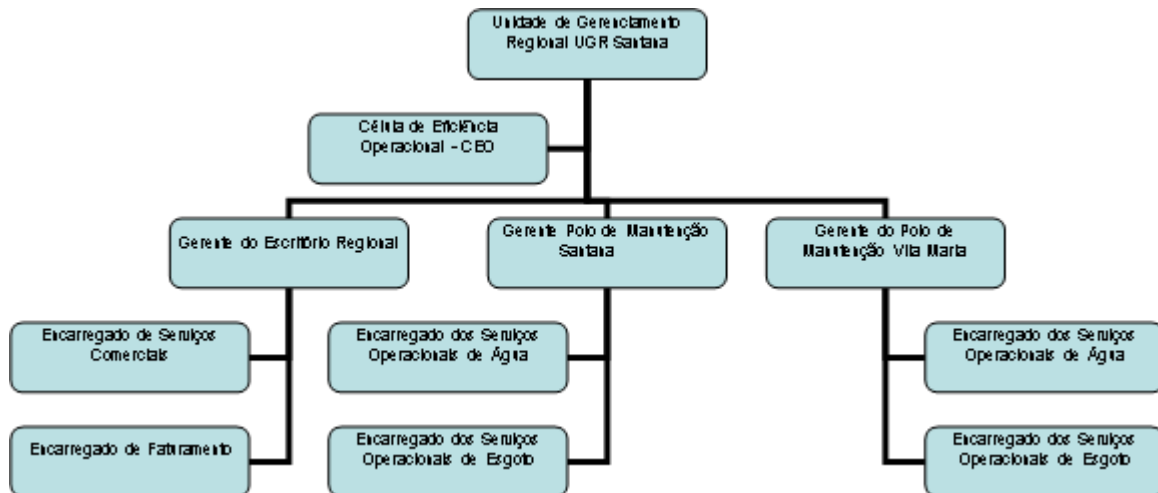 Unidade de Gerenciamento
Regional UGR Santana
Célula de Eficiência
Operacional - CEO
Gerente do Escritório Regional
Gerente Polo de Manutenção
Santana
Gerente do Polo de
Manutenção Vila Maria
Encarregado de Serviços
Comerciais
Encarregado dos Serviços
Operacionais de Água
Encarregado dos Serviços
Operacionais de Água
Encarregado de Faturamento
Encarregado dos Serviços
Operacionais de Esgoto
Encarregado dos Serviços
Operacionais de Esgoto